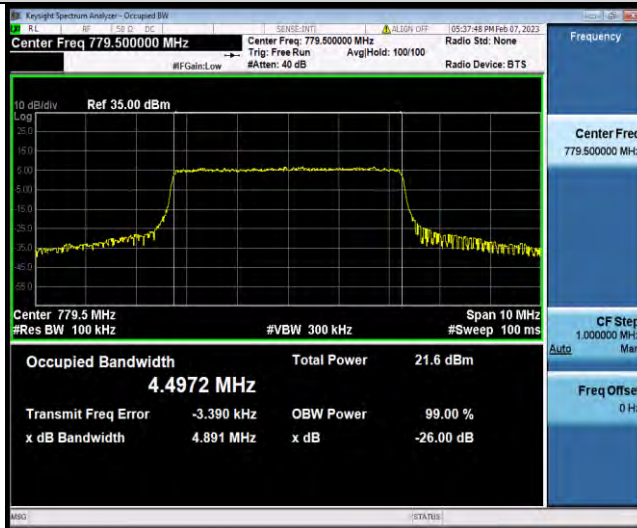 Keysight Spectrum Analyzer - Occupied BW
RL RF 50 Ω DC SENSE:INT ALIGN OFF 05:37:48 PM Feb 07, 2023
Center Freq 779.500000 MHz
Center Freq: 779.500000 MHz Radio Std: None
Trig: Free Run Avg|Hold: 100/100
#IFGain:Low #Atten: 40 dB Radio Device: BTS
Frequency
10 dB/div Ref 35.00 dBm
Log
25.0
15.0
5.00
-5.00
-15.0
-25.0
-35.0
-45.0
-55.0
Center Freq
779.500000 MHz
Center 779.5 MHz Span 10 MHz
#Res BW 100 kHz #VBW 300 kHz #Sweep 100 ms
CF Step
1.000000 MHz
Auto Man
Occupied Bandwidth Total Power 21.6 dBm
4.4972 MHz
Transmit Freq Error -3.390 kHz OBW Power 99.00 %
x dB Bandwidth 4.891 MHz x dB -26.00 dB
Freq Offset
0 Hz
MSG STATUS